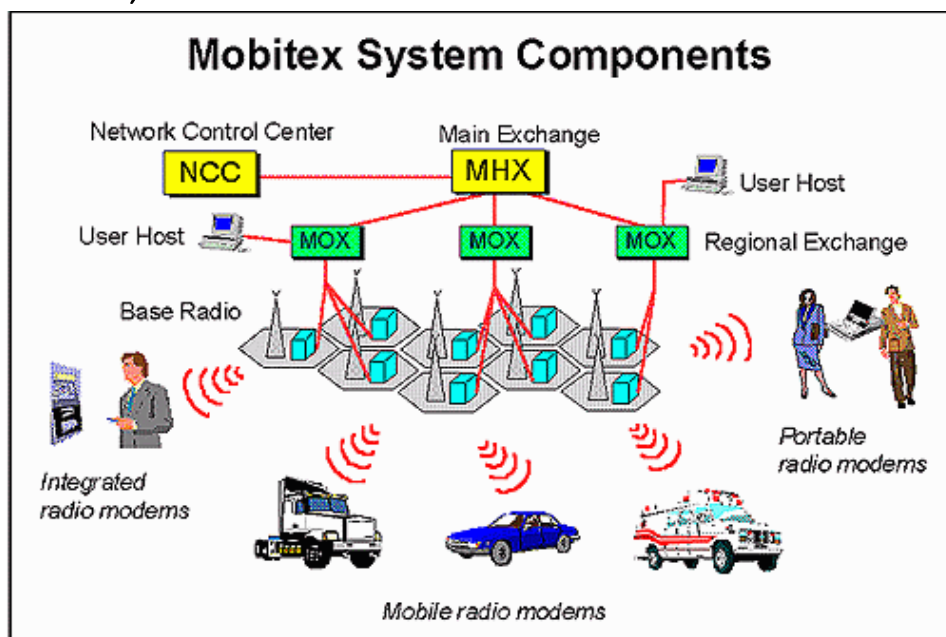 Mobitex System Components
Network Control Center
Main Exchange
NCC
MHX
User Host
User Host
MOX
MOX
MOX
Regional Exchange
Base Radio
Integrated
radio modems
Portable
radio modems
Mobile radio modems